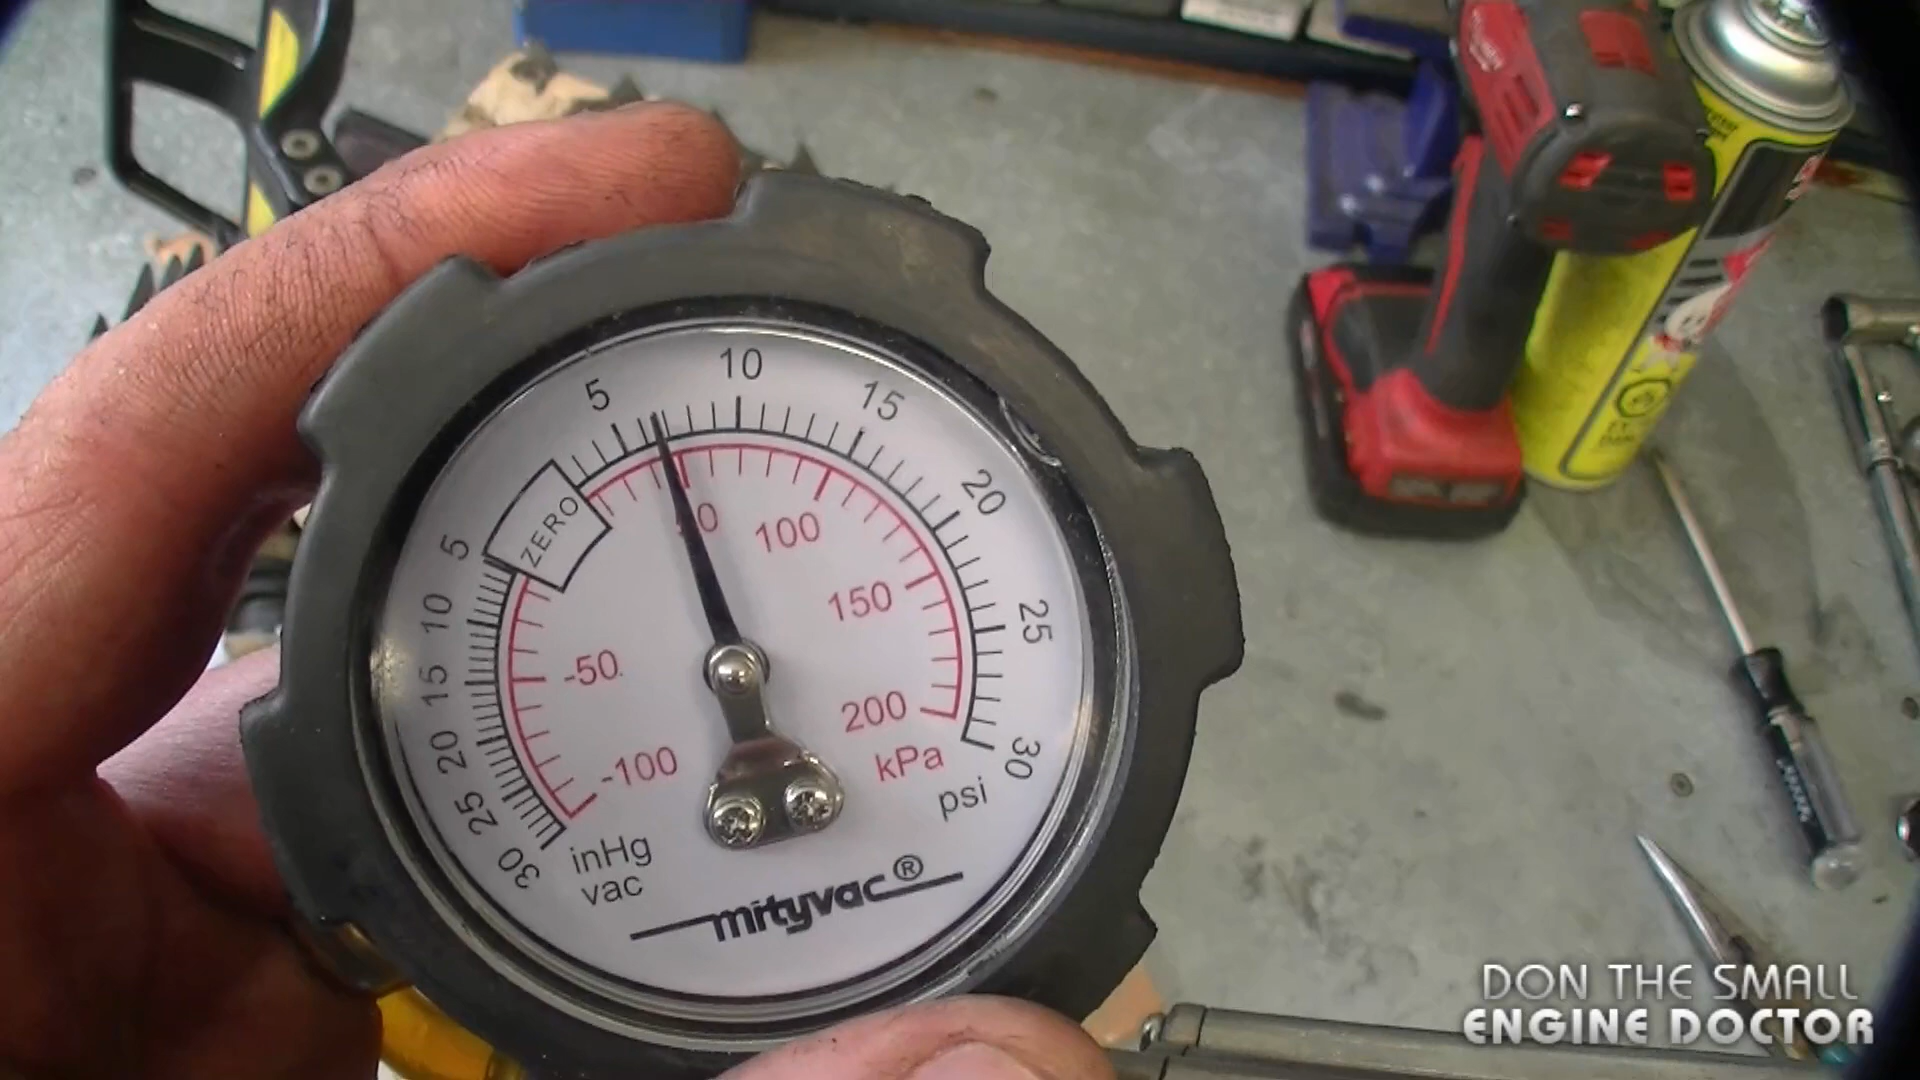 10
5
15
20
25
30
psi
ZERO
5
10
15
20
25
30
inHg
vac
100
150
200
kPa
-50
-100
mityvac®
DON THE SMALL
ENGINE DOCTOR